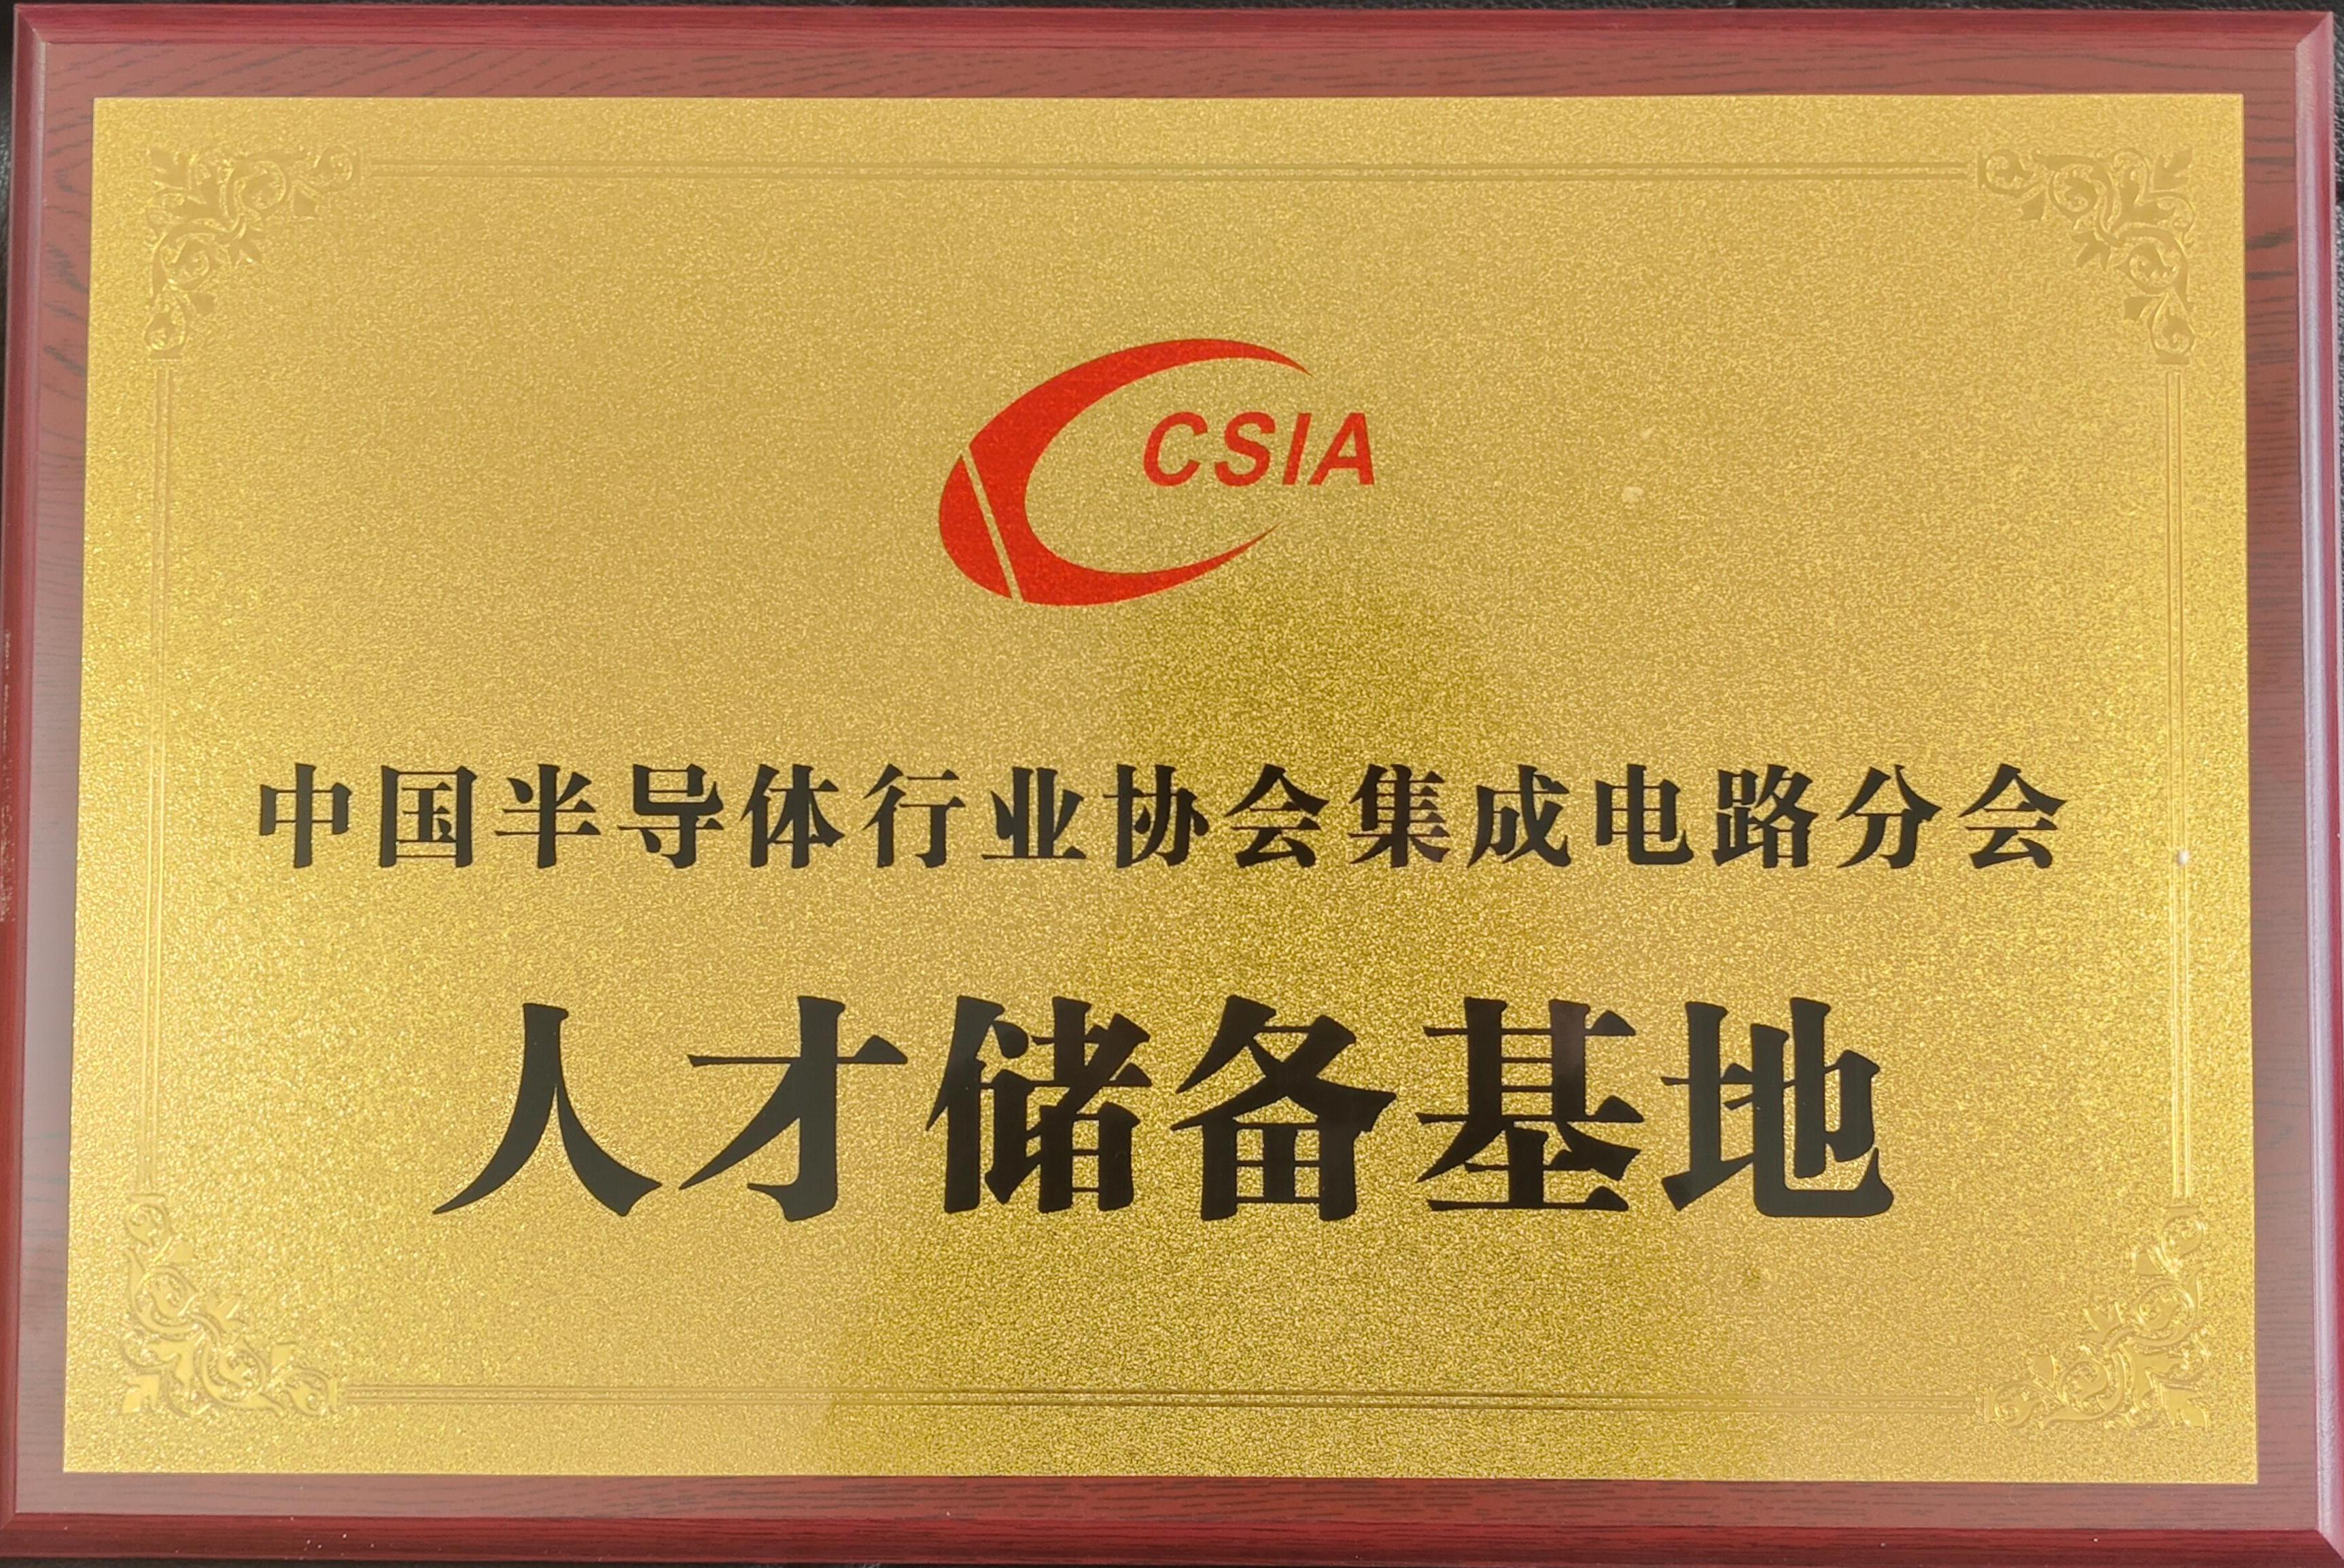 CSIA
中国半导体行业协会集成电路分会
人才储备基地